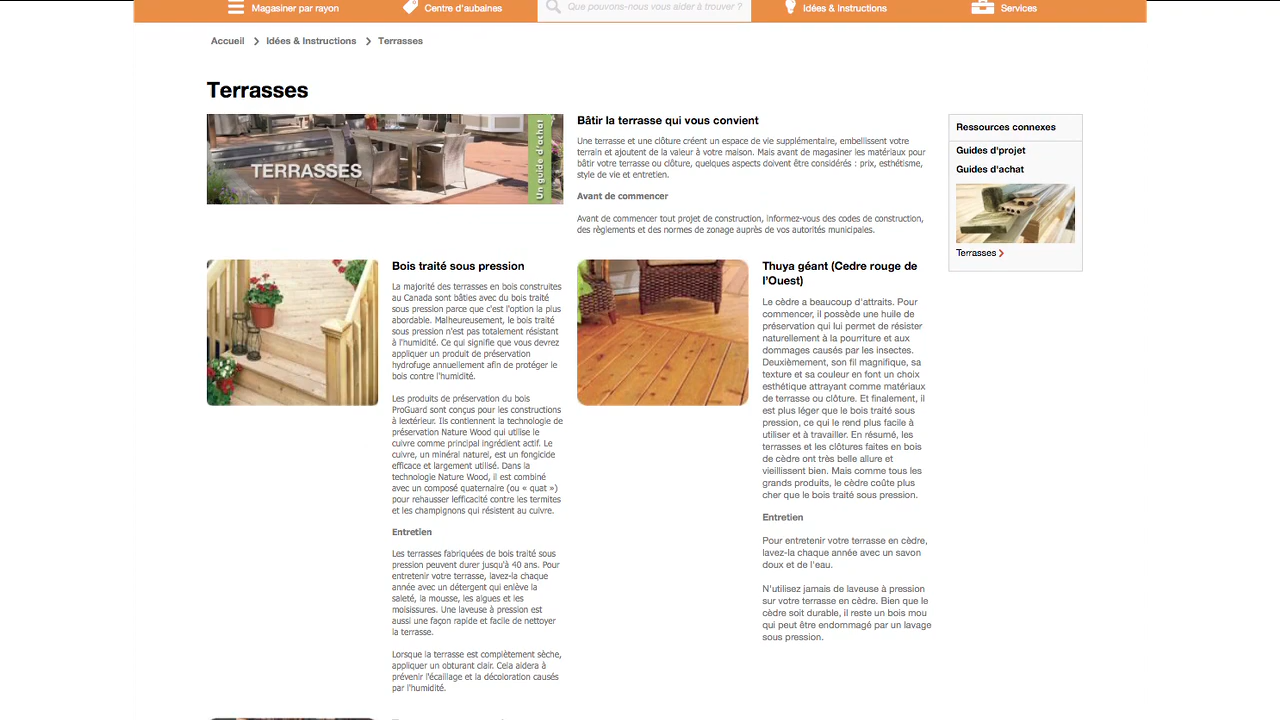 Magasiner par rayon
Centre d'aubaines
Que pouvons-nous vous aider à trouver ?
Idées & Instructions
Services
Accueil > Idées & Instructions > Terrasses
Terrasses
TERRASSES
Un guide d'achat
Bâtir la terrasse qui vous convient
Une terrasse et une clôture créent un espace de vie supplémentaire, embellissent votre
terrain et ajoutent de la valeur à votre maison. Mais avant de magasiner les matériaux pour
bâtir votre terrasse ou clôture, quelques aspects doivent être considérés : prix, esthétisme,
style de vie et entretien.
Avant de commencer
Avant de commencer tout projet de construction, informez-vous des codes de construction,
des règlements et des normes de zonage auprès de vos autorités municipales.
Ressources connexes
Guides d'projet
Guides d'achat
Terrasses >
Bois traité sous pression
La majorité des terrasses en bois construites
au Canada sont bâties avec du bois traité
sous pression parce que c'est l'option la plus
abordable. Malheureusement, le bois traité
sous pression n'est pas totalement résistant
à l'humidité. Ce qui signifie que vous devrez
appliquer un produit de préservation
hydrofuge annuellement afin de protéger le
bois contre l'humidité.
Les produits de préservation du bois
ProGuard sont conçus pour les constructions
à lextérieur. Ils contiennent la technologie de
préservation Nature Wood qui utilise le
cuivre comme principal ingrédient actif. Le
cuivre, un minéral naturel, est un fongicide
efficace et largement utilisé. Dans la
technologie Nature Wood, il est combiné
avec un composé quaternaire (ou « quat »)
pour rehausser lefficacité contre les termites
et les champignons qui résistent au cuivre.
Entretien
Les terrasses fabriquées de bois traité sous
pression peuvent durer jusqu'à 40 ans. Pour
entretenir votre terrasse, lavez-la chaque
année avec un détergent qui enlève la
saleté, la mousse, les algues et les
moisissures. Une laveuse à pression est
aussi une façon rapide et facile de nettoyer
la terrasse.
Lorsque la terrasse est complètement sèche,
appliquer un obturant clair. Cela aidera à
prévenir l'écaillage et la décoloration causés
par l'humidité.
Thuya géant (Cedre rouge de
l'Ouest)
Le cèdre a beaucoup d'attraits. Pour
commencer, il possède une huile de
préservation qui lui permet de résister
naturellement à la pourriture et aux
dommages causés par les insectes.
Deuxièmement, son fil magnifique, sa
texture et sa couleur en font un choix
esthétique attrayant comme matériaux
de terrasse ou clôture. Et finalement, il
est plus léger que le bois traité sous
pression, ce qui le rend plus facile à
utiliser et à travailler. En résumé, les
terrasses et les clôtures faites en bois
de cèdre ont très belle allure et
vieillissent bien. Mais comme tous les
grands produits, le cèdre coûte plus
cher que le bois traité sous pression.
Entretien
Pour entretenir votre terrasse en cèdre,
lavez-la chaque année avec un savon
doux et de l'eau.
N'utilisez jamais de laveuse à pression
sur votre terrasse en cèdre. Bien que le
cèdre soit durable, il reste un bois mou
qui peut être endommagé par un lavage
sous pression.